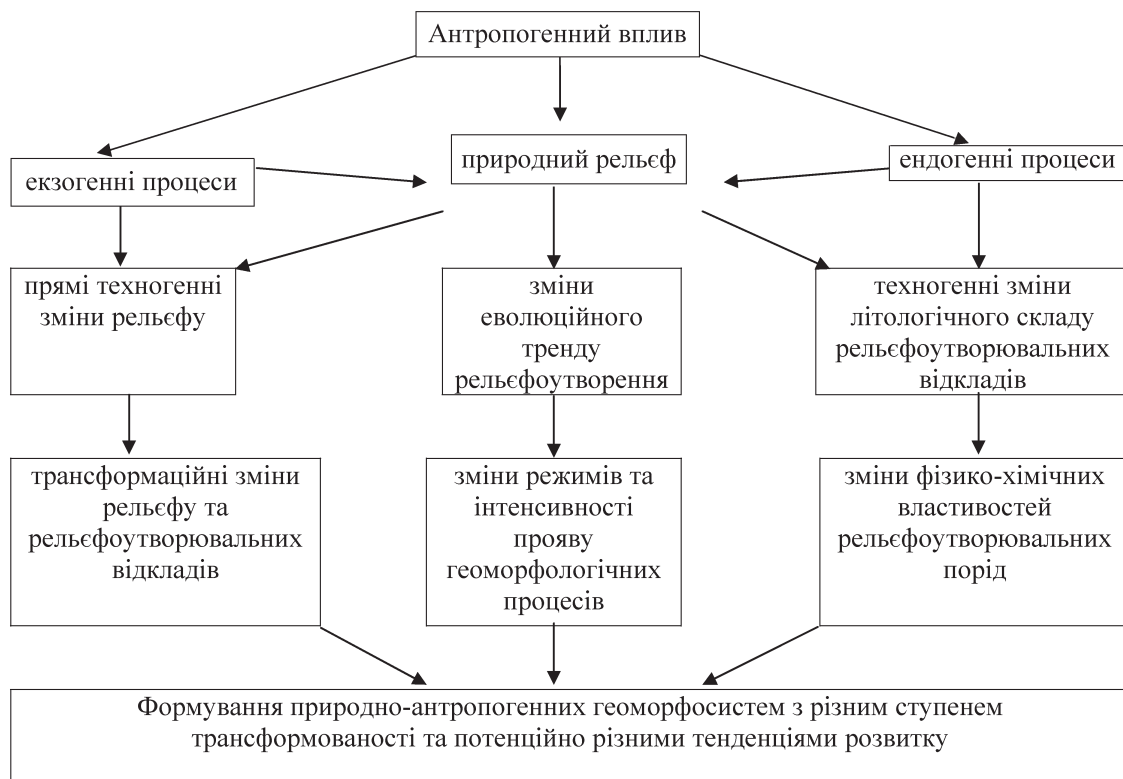 Антропогенний вплив
екзогенні процеси
природний рельєф
ендогенні процеси
прямі техногенні
зміни рельєфу
зміни
еволюційного
тренду
рельєфоутворення
техногенні зміни
літологічного складу
рельєфоутворювальних
відкладів
трансформаційні зміни
рельєфу та
рельєфоутворювальних
відкладів
зміни режимів та
інтенсивності
прояву
геоморфологічних
процесів
зміни фізико-хімічних
властивостей
рельєфоутворювальних
порід
Формування природно-антропогенних геоморфосистем з різним ступенем
трансформованості та потенційно різними тенденціями розвитку